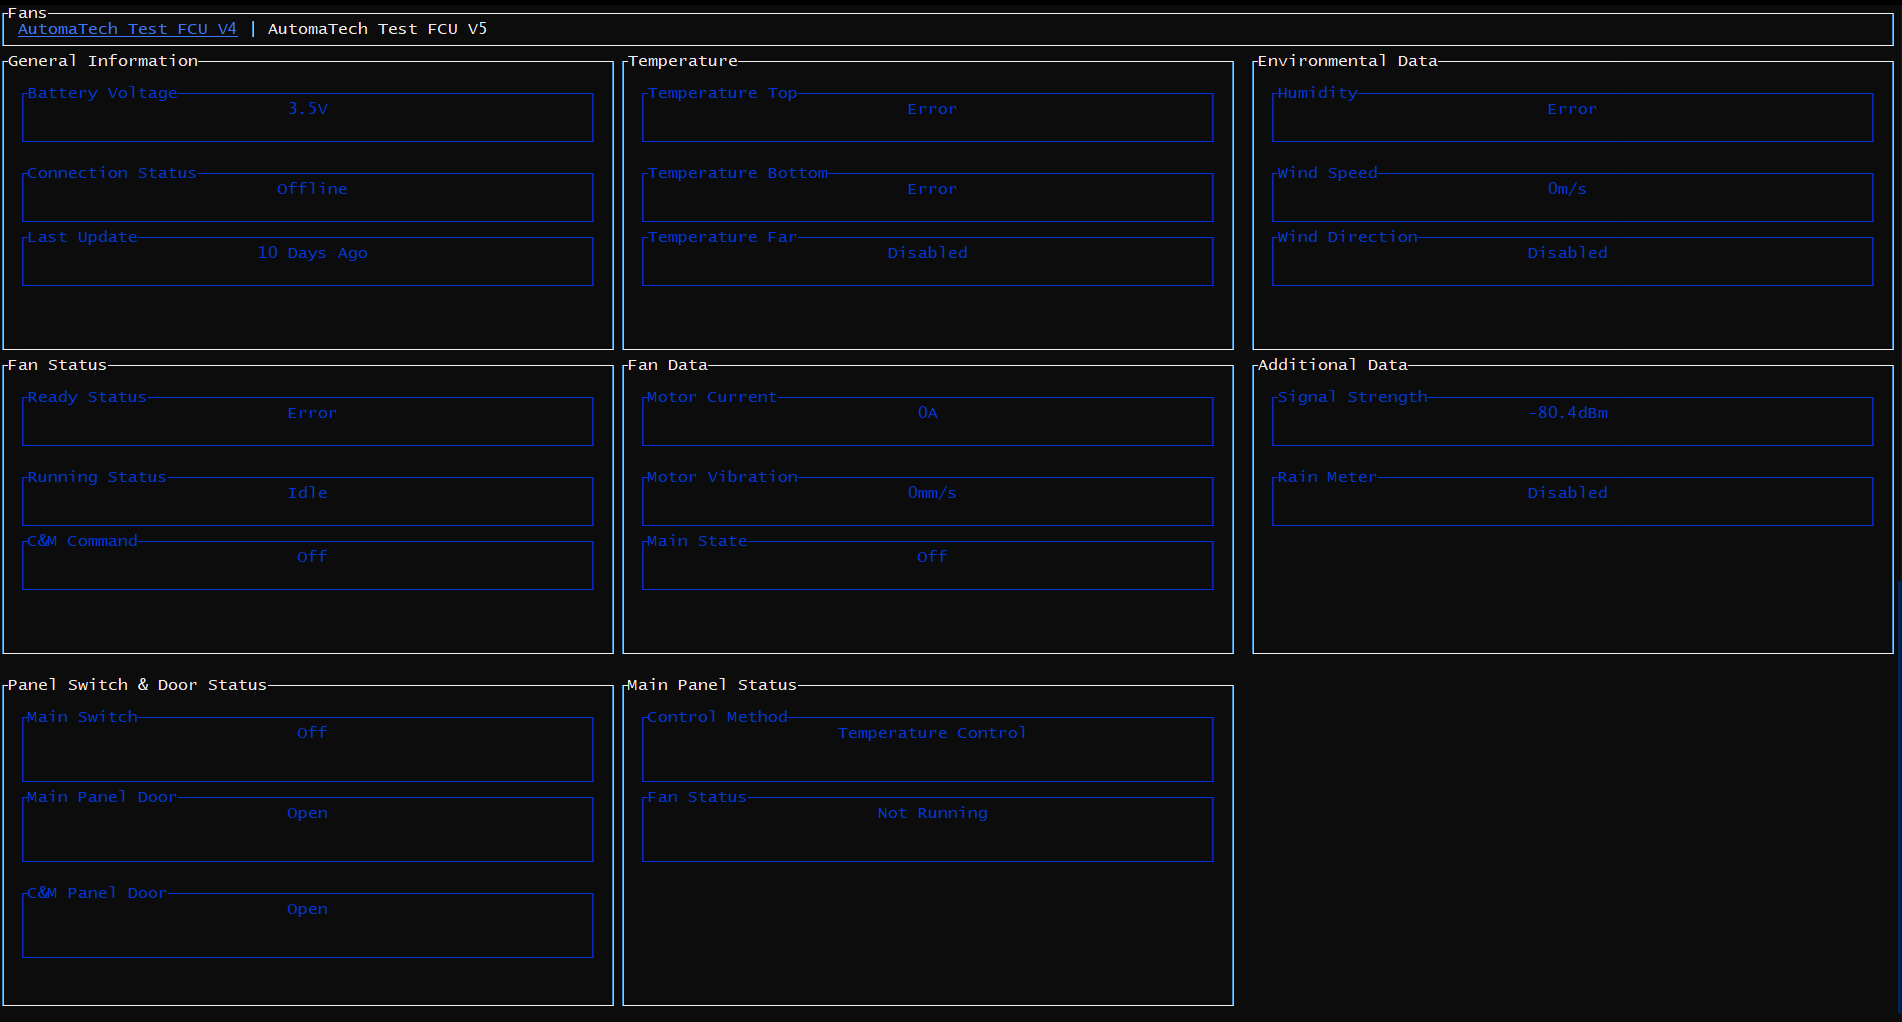 Fans
AutomaTech Test FCU V4 | AutomaTech Test FCU V5
General Information
Battery Voltage
3.5V
Connection Status
Offline
Last Update
10 Days Ago
Temperature
Temperature Top
Error
Temperature Bottom
Error
Temperature Far
Disabled
Environmental Data
Humidity
Error
Wind Speed
0m/s
Wind Direction
Disabled
Fan Status
Ready Status
Error
Running Status
Idle
C&M Command
Off
Fan Data
Motor Current
0A
Motor Vibration
0mm/s
Main State
Off
Additional Data
Signal Strength
-80.4dBm
Rain Meter
Disabled
Panel Switch & Door Status
Main Switch
Off
Main Panel Door
Open
C&M Panel Door
Open
Main Panel Status
Control Method
Temperature Control
Fan Status
Not Running